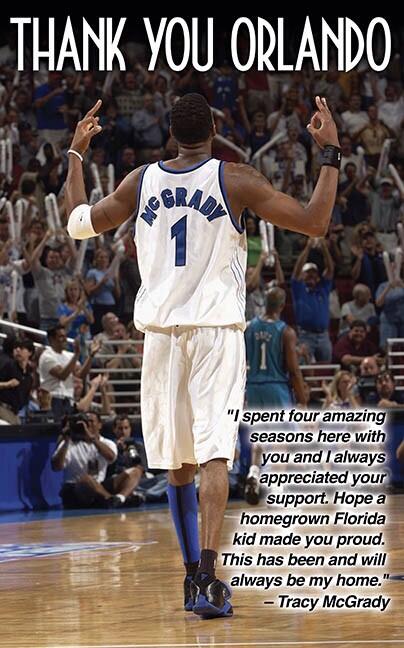 THANK YOU ORLANDO
McGRADY
1
1
"I spent four amazing
seasons here with
you and I always
appreciated your
support. Hope a
homegrown Florida
kid made you proud.
This has been and will
always be my home."
– Tracy McGrady